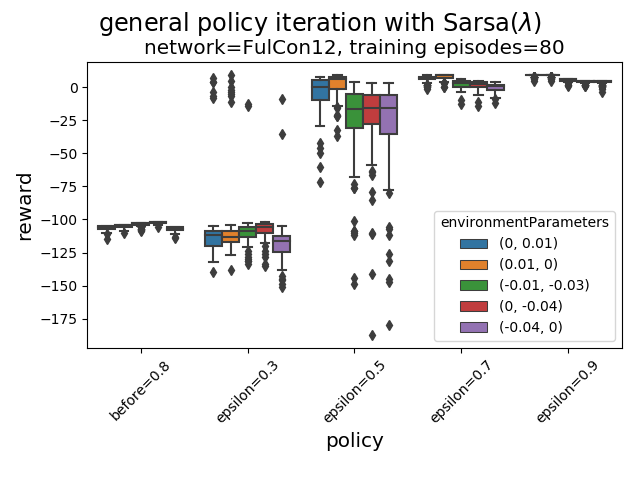 general policy iteration with Sarsa(λ)
network=FulCon12, training episodes=80
reward
0
−25
−50
−75
−100
−125
−150
−175
environmentParameters
(0, 0.01)
(0.01, 0)
(-0.01, -0.03)
(0, -0.04)
(-0.04, 0)
before=0.8
epsilon=0.3
epsilon=0.5
epsilon=0.7
epsilon=0.9
policy